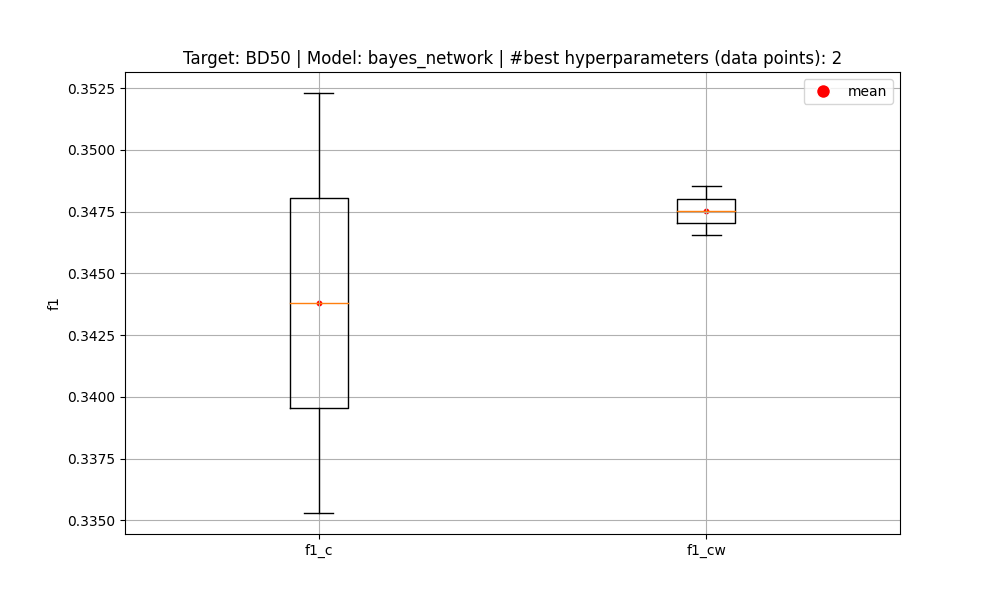 Target: BD50 | Model: bayes_network | #best hyperparameters (data points): 2
mean
0.3525
0.3500
0.3475
0.3450
0.3425
0.3400
0.3375
0.3350
f1
f1_c
f1_cw